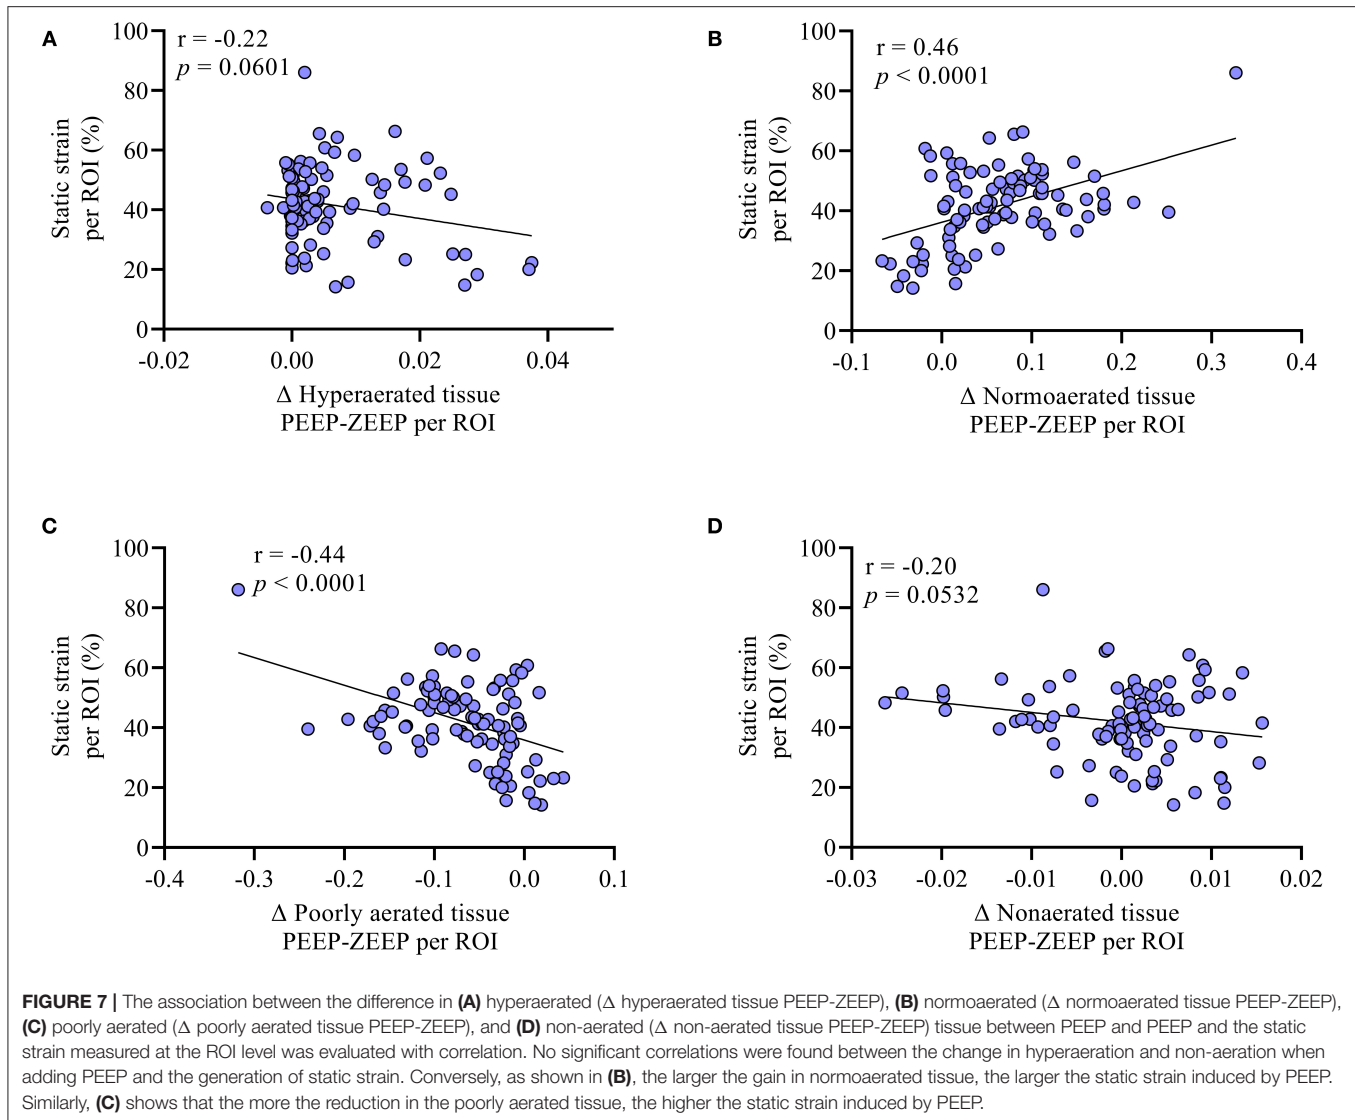 A
r = -0.22
p = 0.0601
100
80
60
40
20
0
Static strain
per ROI (%)
-0.02 0.00 0.02 0.04
Δ Hyperaerated tissue
PEEP-ZEEP per ROI
B
r = 0.46
p < 0.0001
100
80
60
40
20
0
Static strain
per ROI (%)
-0.1 0.0 0.1 0.2 0.3 0.4
Δ Normoaerated tissue
PEEP-ZEEP per ROI
C
r = -0.44
p < 0.0001
100
80
60
40
20
0
Static strain
per ROI (%)
-0.4 -0.3 -0.2 -0.1 0.0 0.1
Δ Poorly aerated tissue
PEEP-ZEEP per ROI
D
r = -0.20
p = 0.0532
100
80
60
40
20
0
Static strain
per ROI (%)
-0.03 -0.02 -0.01 0.00 0.01 0.02
Δ Nonaerated tissue
PEEP-ZEEP per ROI
FIGURE 7 | The association between the difference in (A) hyperaerated (Δ hyperaerated tissue PEEP-ZEEP), (B) normoaerated (Δ normoaerated tissue PEEP-ZEEP),
(C) poorly aerated (Δ poorly aerated tissue PEEP-ZEEP), and (D) non-aerated (Δ non-aerated tissue PEEP-ZEEP) tissue between PEEP and PEEP and the static
strain measured at the ROI level was evaluated with correlation. No significant correlations were found between the change in hyperaeration and non-aeration when
adding PEEP and the generation of static strain. Conversely, as shown in (B), the larger the gain in normoaerated tissue, the larger the static strain induced by PEEP.
Similarly, (C) shows that the more the reduction in the poorly aerated tissue, the higher the static strain induced by PEEP.